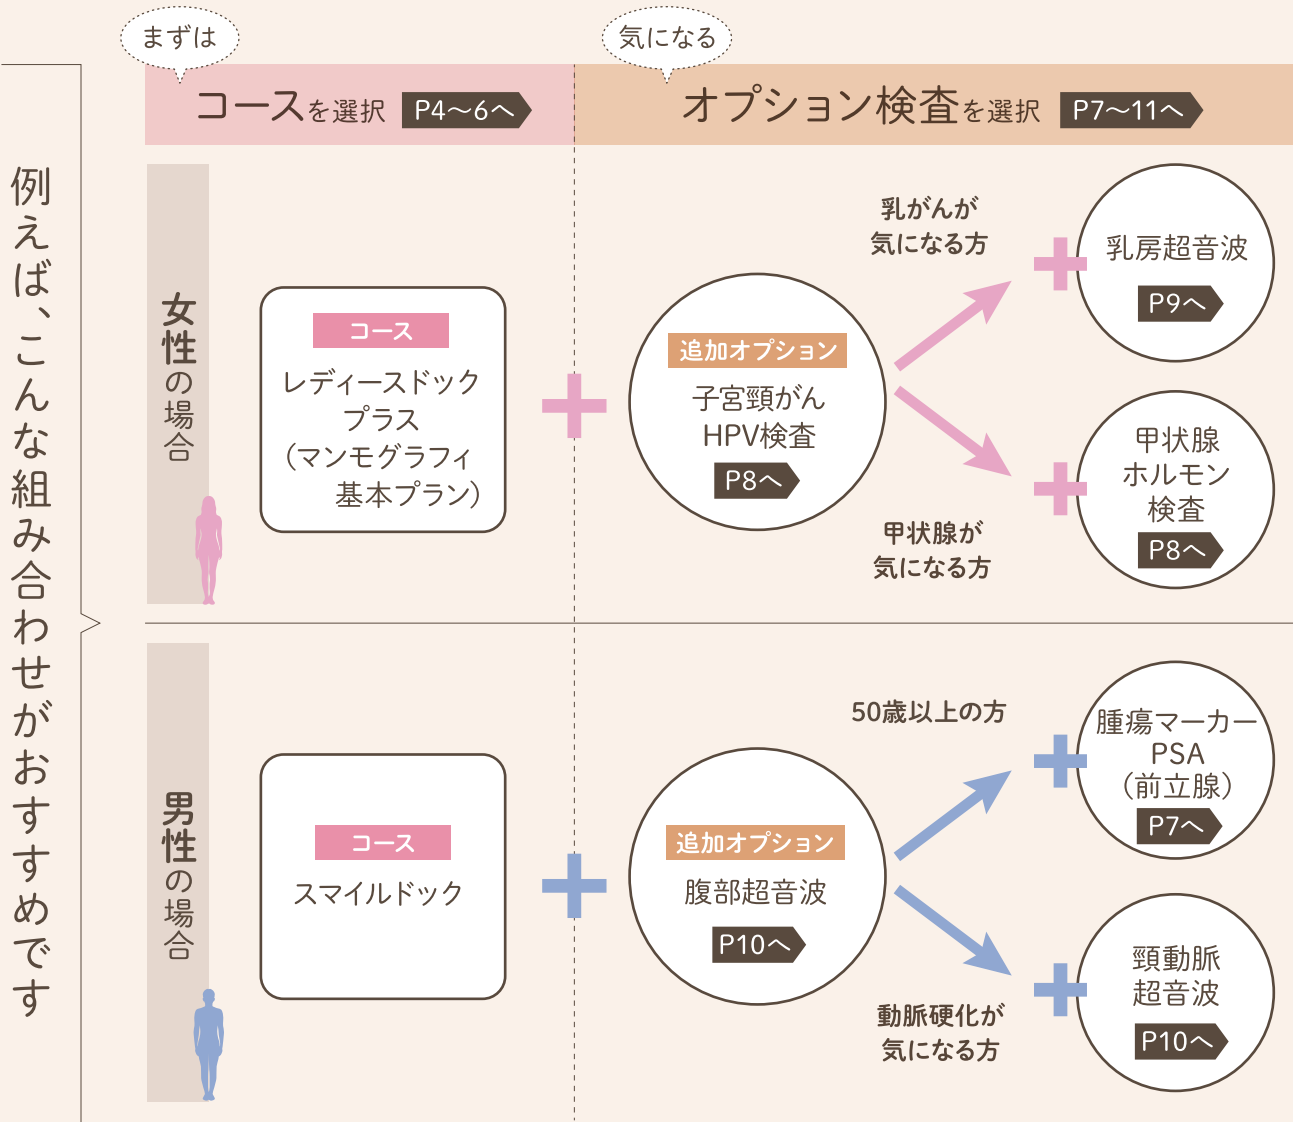 まずは
コースを選択 P4〜6へ
気になる
オプション検査を選択 P7〜11へ
例えば、こんな組み合わせがおすすめです
女性の場合
コース
レディースドック
プラス
（マンモグラフィ
基本プラン）
追加オプション
子宮頸がん
HPV検査
P8へ
乳がんが
気になる方
乳房超音波
P9へ
甲状腺が
気になる方
甲状腺
ホルモン
検査
P8へ
男性の場合
コース
スマイルドック
追加オプション
腹部超音波
P10へ
50歳以上の方
腫瘍マーカー
PSA
（前立腺）
P7へ
動脈硬化が
気になる方
頸動脈
超音波
P10へ